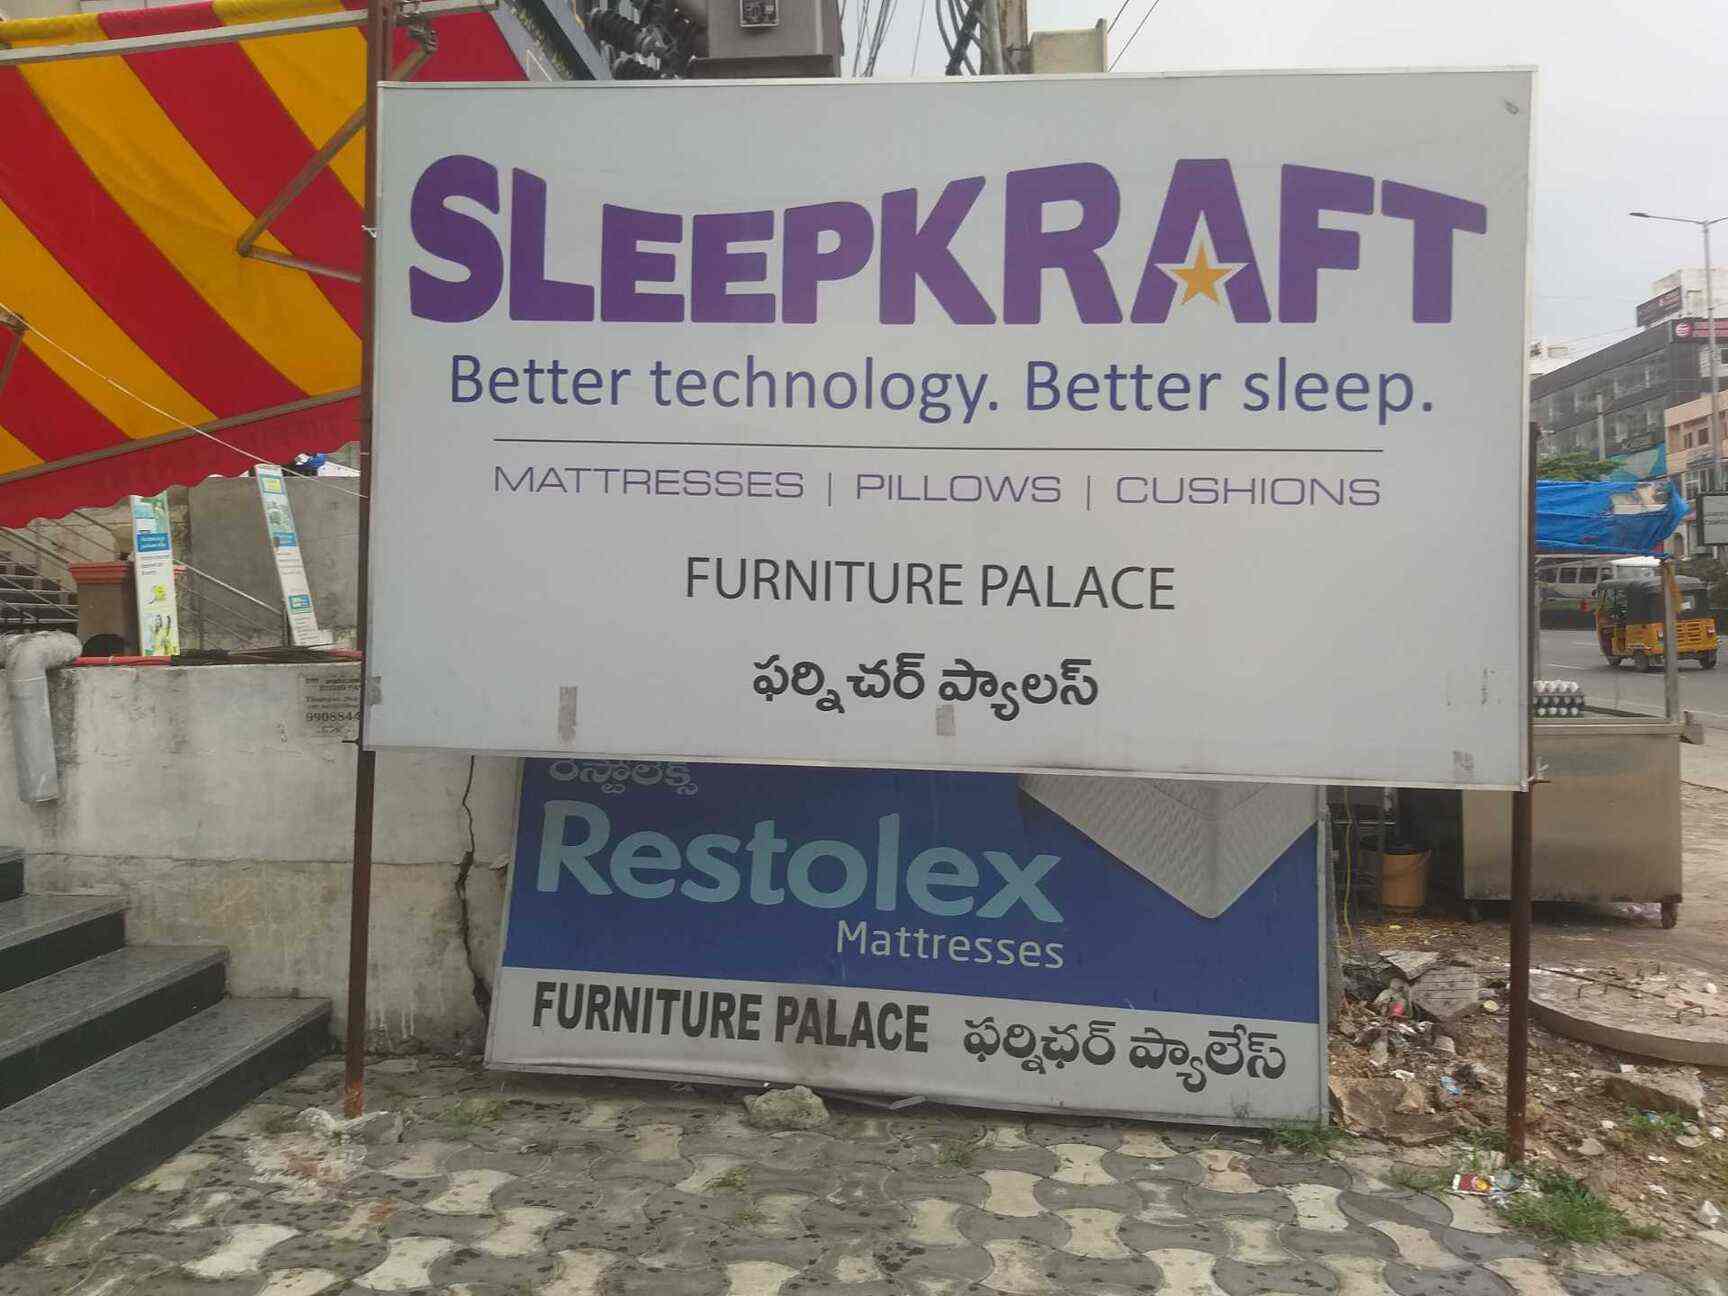 SLEEPKRAFT
Better technology. Better sleep.
MATTRESSES | PILLOWS | CUSHIONS
FURNITURE PALACE
ఫర్నిచర్ ప్యాలస్
రెస్టోలెక్స్
Restolex
Mattresses
FURNITURE PALACE ఫర్నిఛర్ ప్యాలేస్
9908844